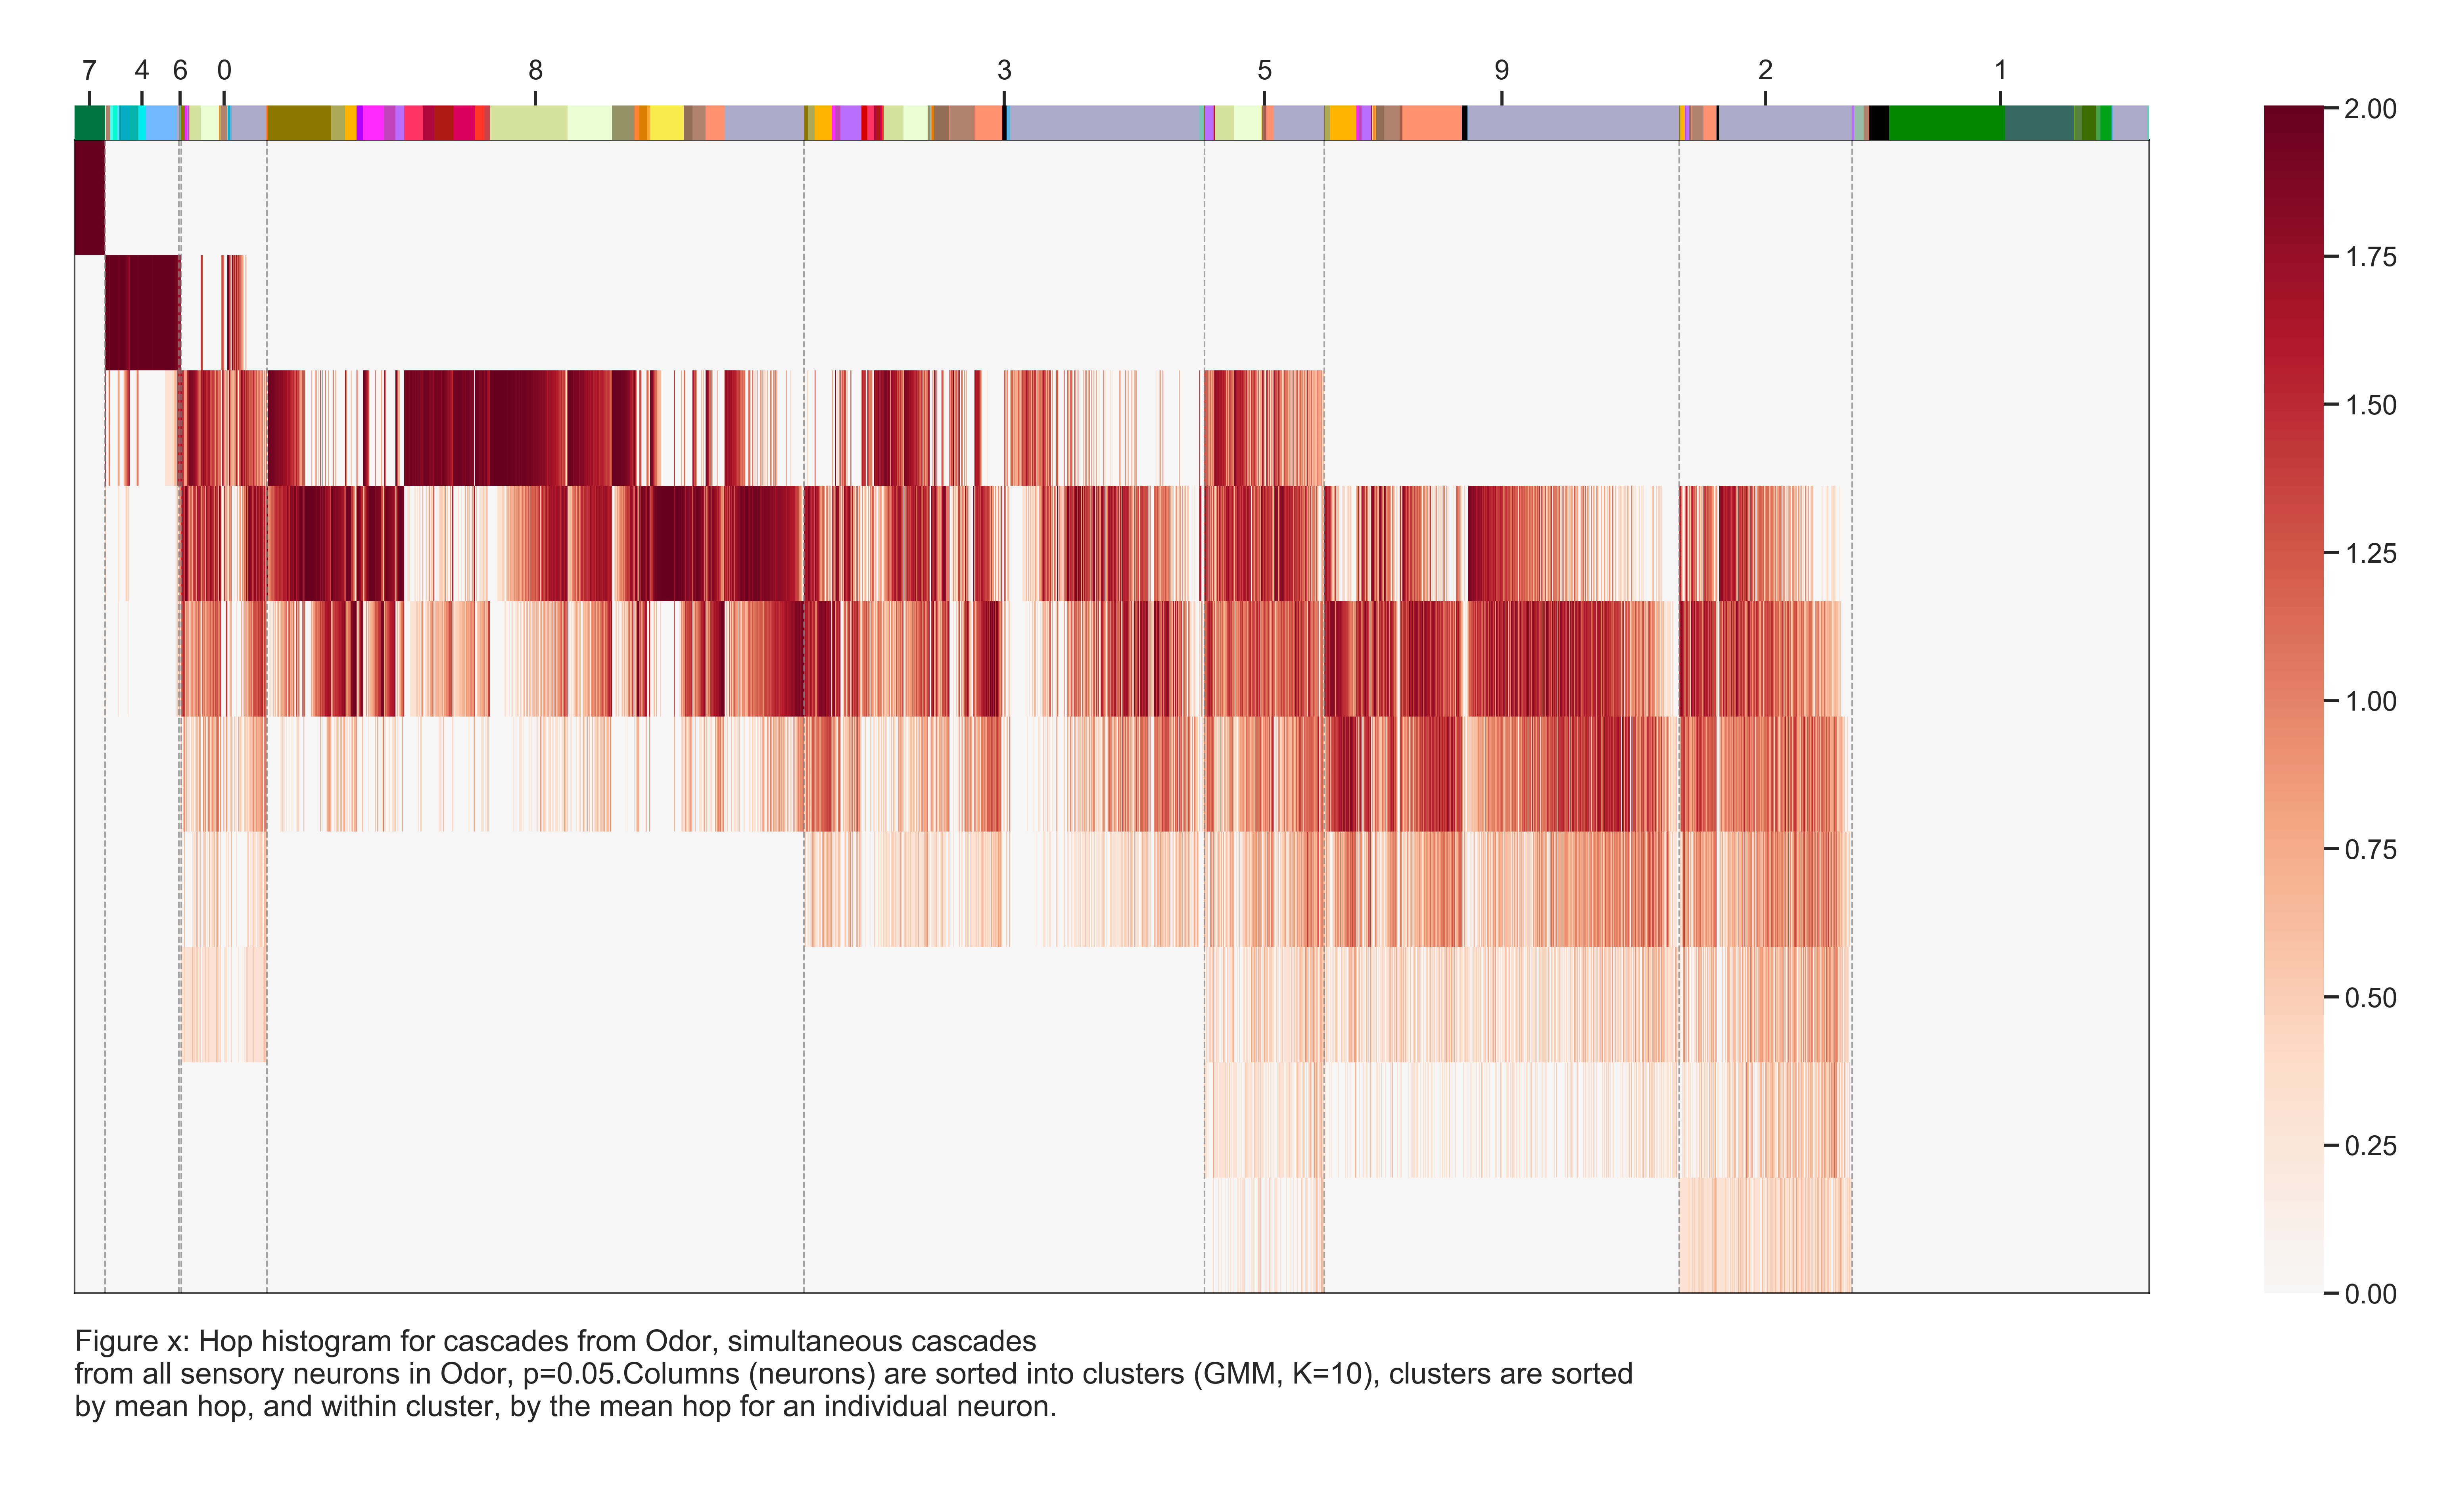 7 4 6 0 8 3 5 9 2 1
2.00
1.75
1.50
1.25
1.00
0.75
0.50
0.25
0.00
Figure x: Hop histogram for cascades from Odor, simultaneous cascades
from all sensory neurons in Odor, p=0.05.Columns (neurons) are sorted into clusters (GMM, K=10), clusters are sorted
by mean hop, and within cluster, by the mean hop for an individual neuron.